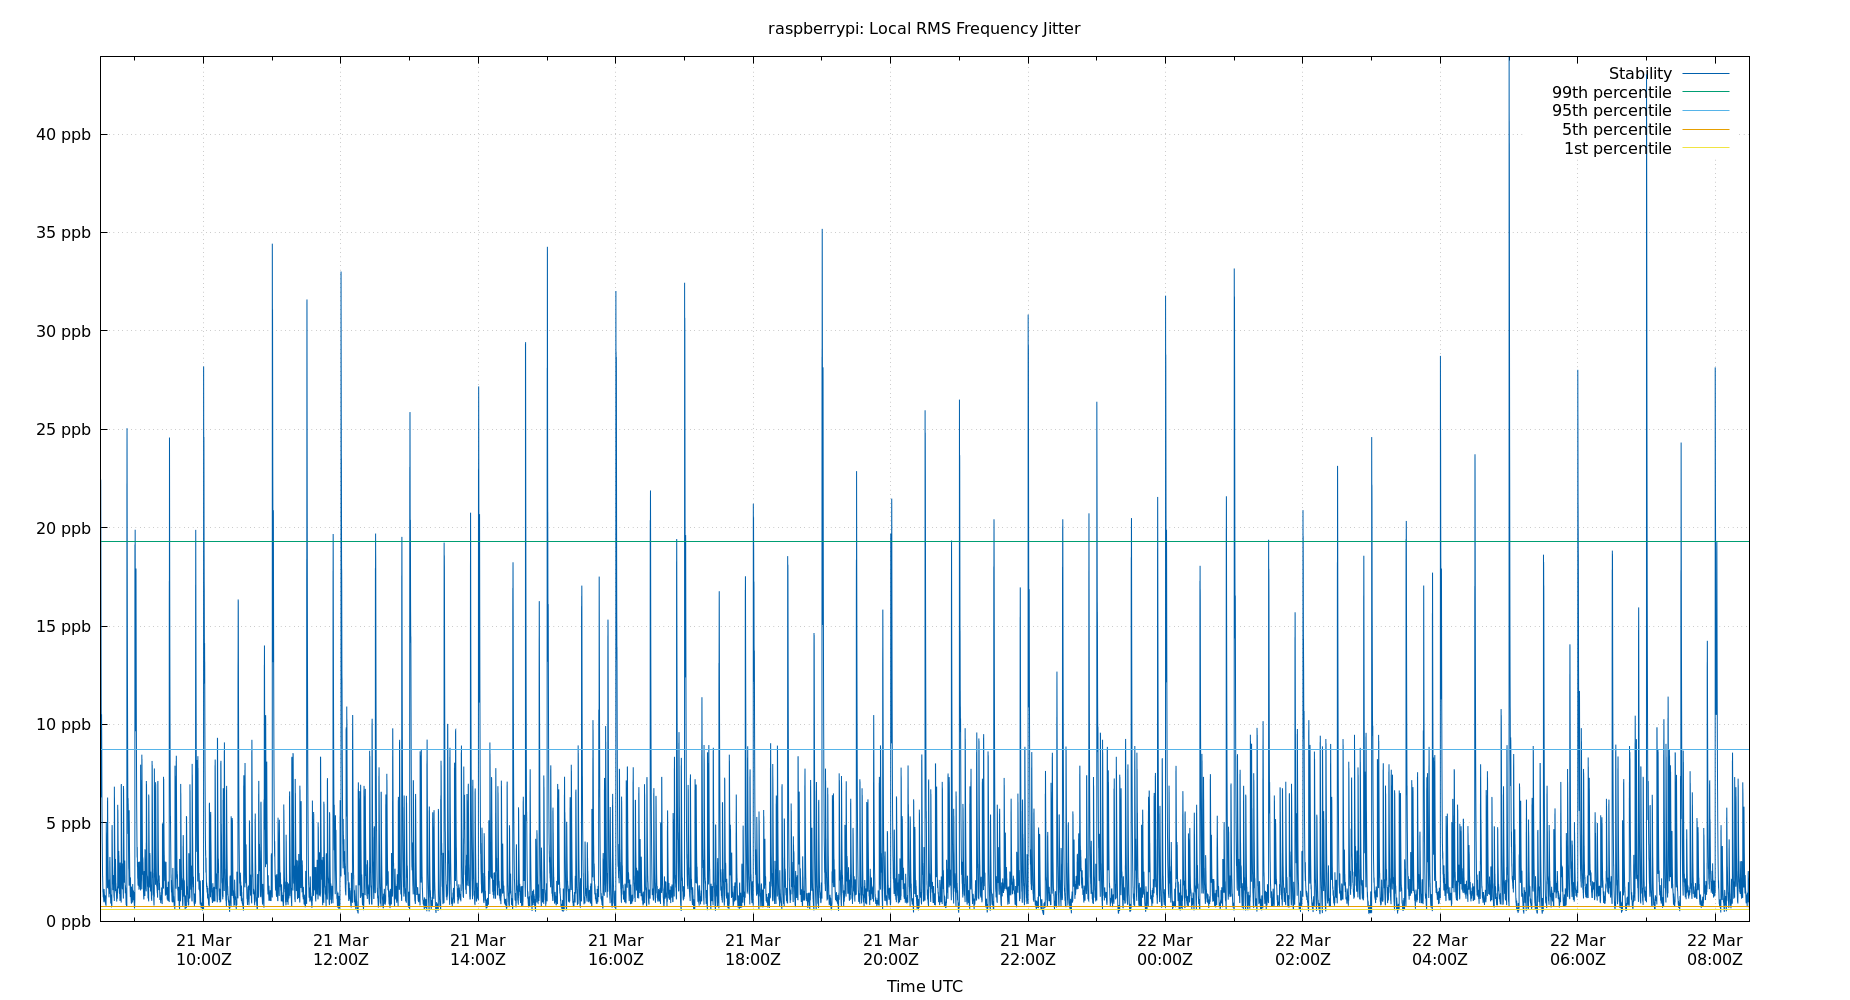 raspberrypi: Local RMS Frequency Jitter
Stability
99th percentile
95th percentile
5th percentile
1st percentile
40 ppb
35 ppb
30 ppb
25 ppb
20 ppb
15 ppb
10 ppb
5 ppb
0 ppb
21 Mar 21 Mar 21 Mar 21 Mar 21 Mar 21 Mar 21 Mar 22 Mar 22 Mar 22 Mar 22 Mar 22 Mar
10:00Z 12:00Z 14:00Z 16:00Z 18:00Z 20:00Z 22:00Z 00:00Z 02:00Z 04:00Z 06:00Z 08:00Z
Time UTC